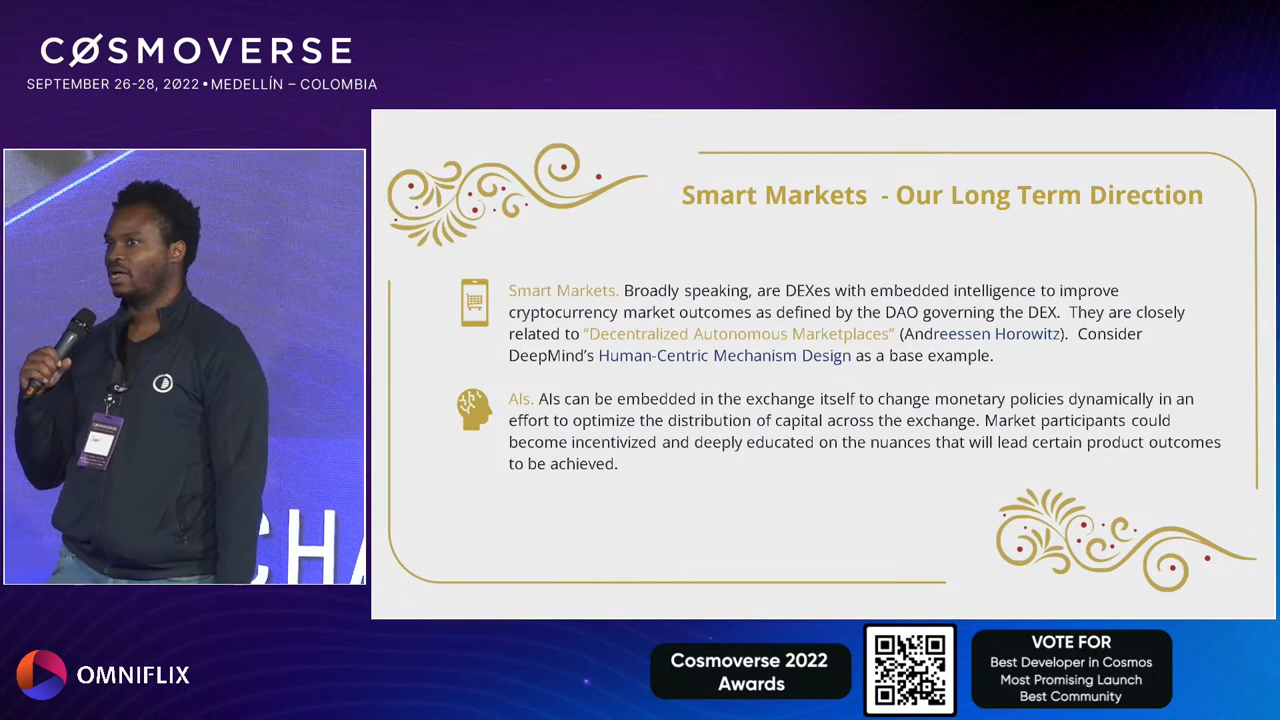 CØSMOVERSE
SEPTEMBER 26-28, 2022 • MEDELLÍN – COLOMBIA
Smart Markets - Our Long Term Direction
Smart Markets. Broadly speaking, are DEXes with embedded intelligence to improve
cryptocurrency market outcomes as defined by the DAO governing the DEX. They are closely
related to “Decentralized Autonomous Marketplaces“ (Andreessen Horowitz). Consider
DeepMind’s Human-Centric Mechanism Design as a base example.
AIs. AIs can be embedded in the exchange itself to change monetary policies dynamically in an
effort to optimize the distribution of capital across the exchange. Market participants could
become incentivized and deeply educated on the nuances that will lead certain product outcomes
to be achieved.
COSMOVERSE
CHA
OMNIFLIX
Cosmoverse 2022
Awards
VOTE FOR
Best Developer in Cosmos
Most Promising Launch
Best Community